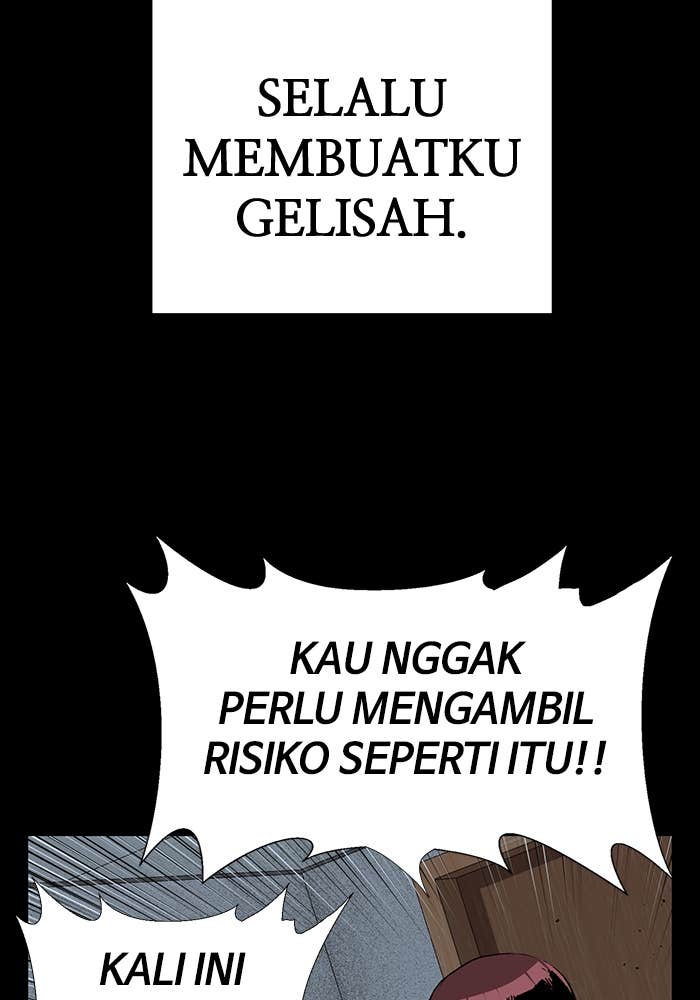 SELALU
MEMBUATKU
GELISAH.
KAU NGGAK
PERLU MENGAMBIL
RISIKO SEPERTI ITU!!
KALI INI